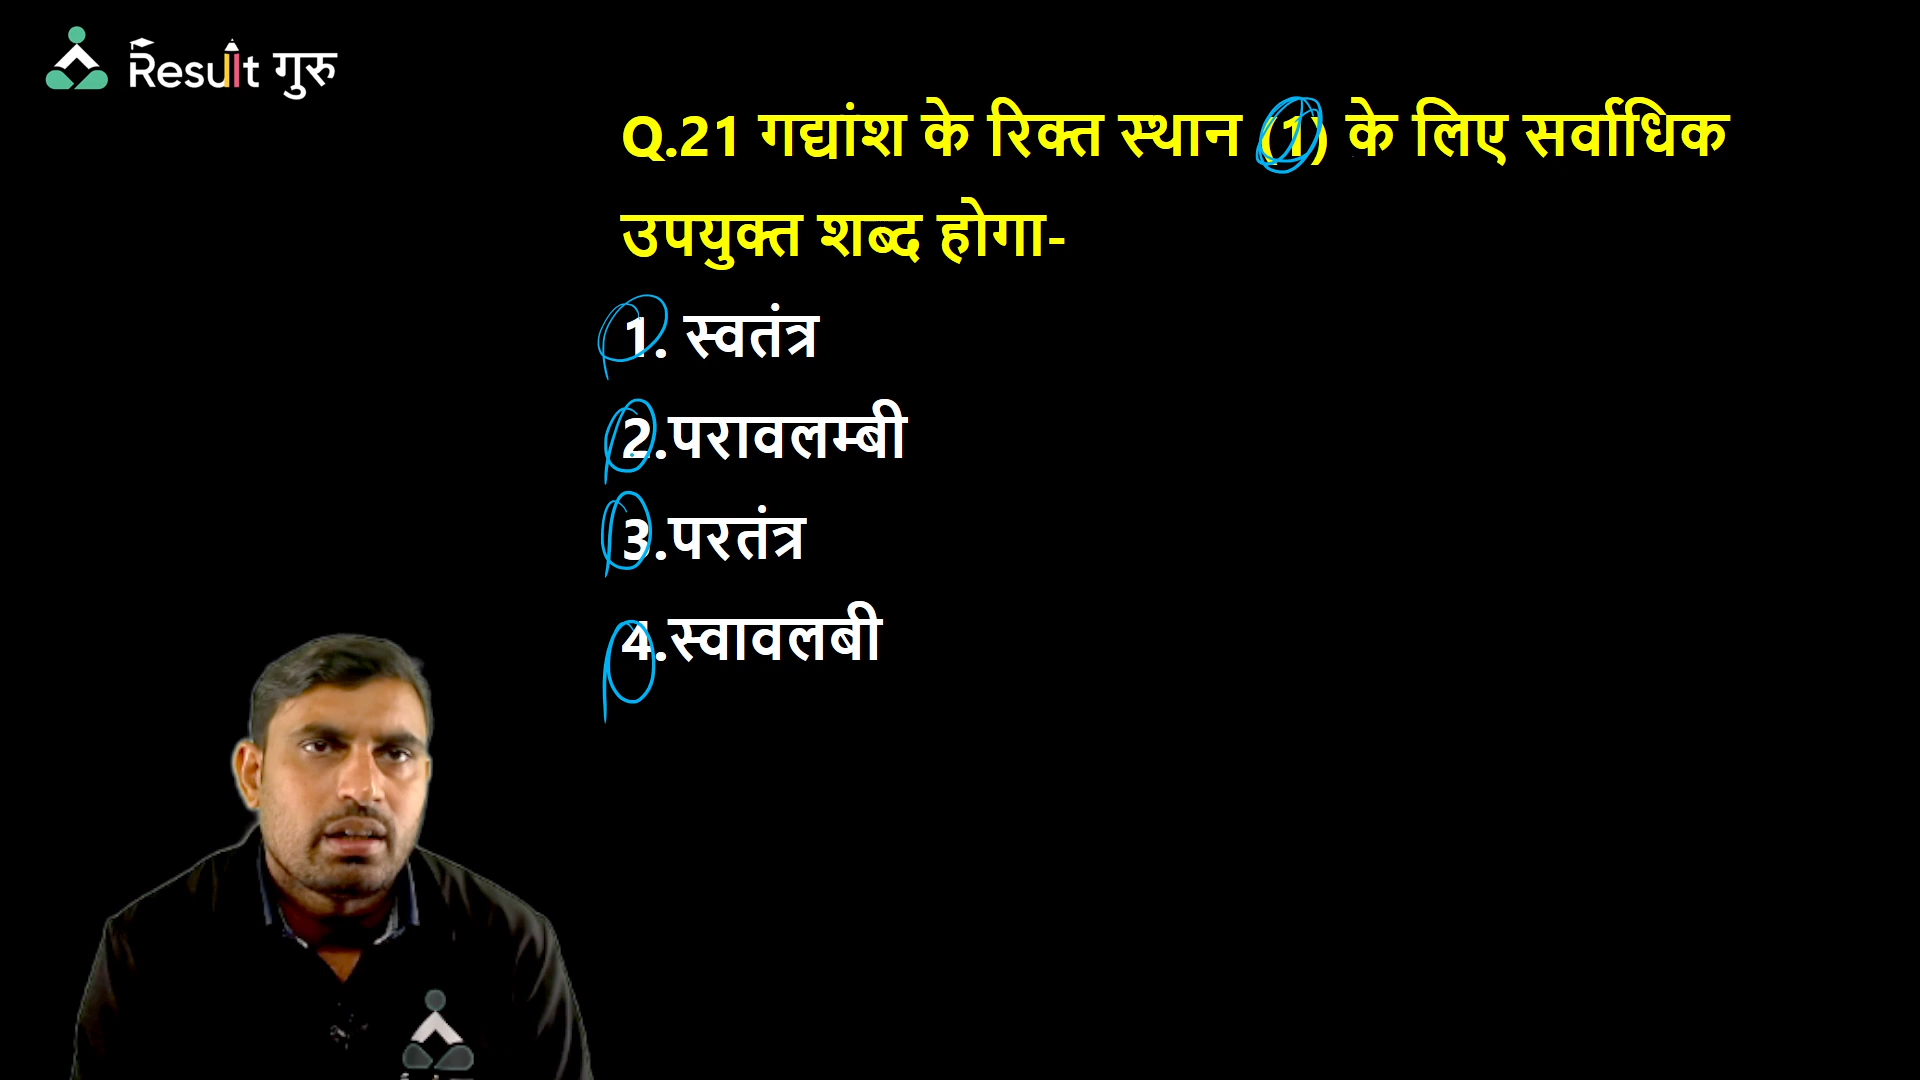 Result गुरु
Q.21 गद्यांश के रिक्त स्थान (1) के लिए सर्वाधिक
उपयुक्त शब्द होगा-
1. स्वतंत्र
2.परावलम्बी
3.परतंत्र
4.स्वावलबी